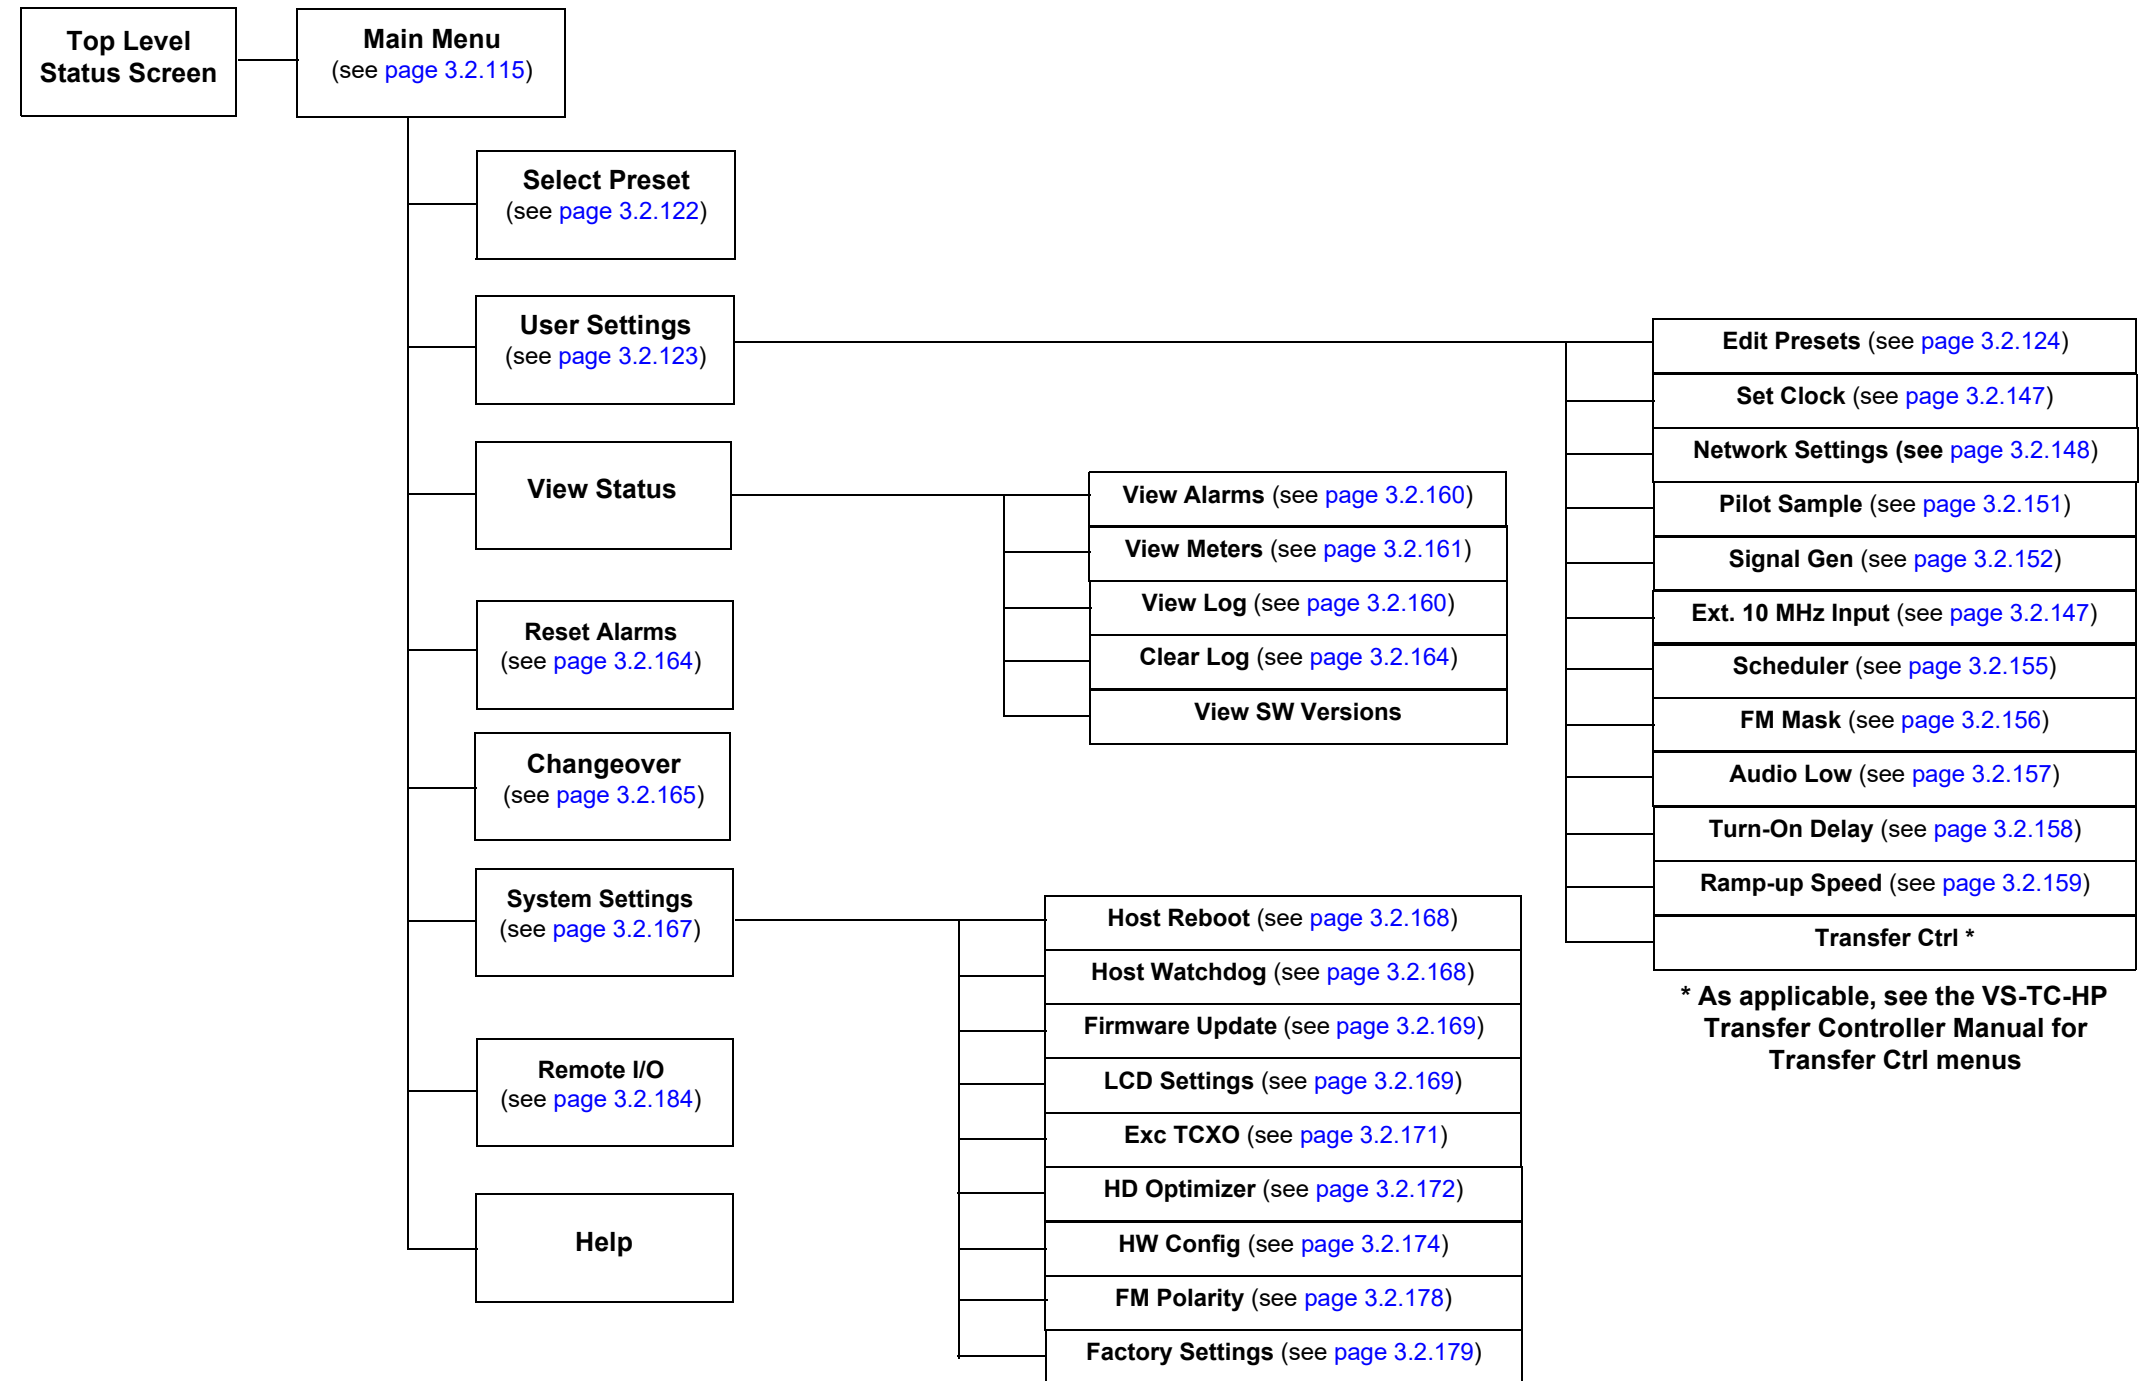 Top Level
Status Screen
Main Menu
(see page 3.2.115)
Select Preset
(see page 3.2.122)
User Settings
(see page 3.2.123)
View Status
Reset Alarms
(see page 3.2.164)
Changeover
(see page 3.2.165)
System Settings
(see page 3.2.167)
Remote I/O
(see page 3.2.184)
Help
View Alarms (see page 3.2.160)
View Meters (see page 3.2.161)
View Log (see page 3.2.160)
Clear Log (see page 3.2.164)
View SW Versions
Host Reboot (see page 3.2.168)
Host Watchdog (see page 3.2.168)
Firmware Update (see page 3.2.169)
LCD Settings (see page 3.2.169)
Exc TCXO (see page 3.2.171)
HD Optimizer (see page 3.2.172)
HW Config (see page 3.2.174)
FM Polarity (see page 3.2.178)
Factory Settings (see page 3.2.179)
Edit Presets (see page 3.2.124)
Set Clock (see page 3.2.147)
Network Settings (see page 3.2.148)
Pilot Sample (see page 3.2.151)
Signal Gen (see page 3.2.152)
Ext. 10 MHz Input (see page 3.2.147)
Scheduler (see page 3.2.155)
FM Mask (see page 3.2.156)
Audio Low (see page 3.2.157)
Turn-On Delay (see page 3.2.158)
Ramp-up Speed (see page 3.2.159)
Transfer Ctrl *
* As applicable, see the VS-TC-HP
Transfer Controller Manual for
Transfer Ctrl menus